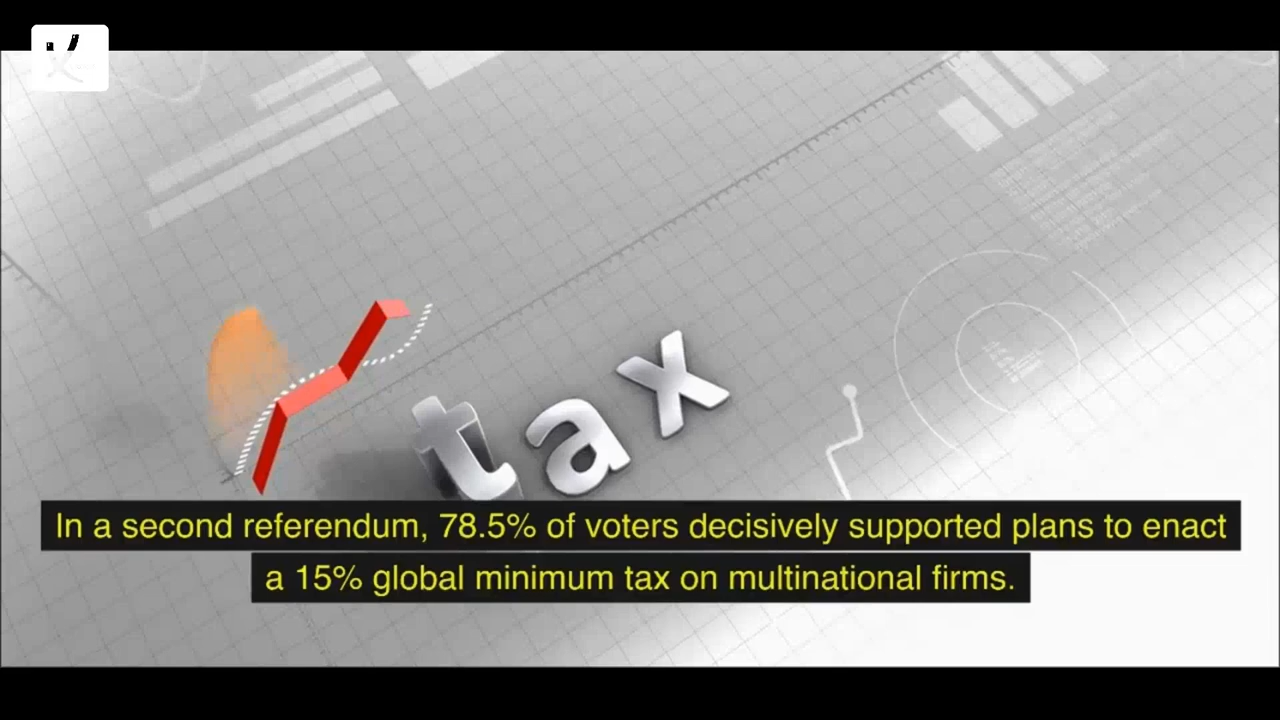 tax
In a second referendum, 78.5% of voters decisively supported plans to enact
a 15% global minimum tax on multinational firms.